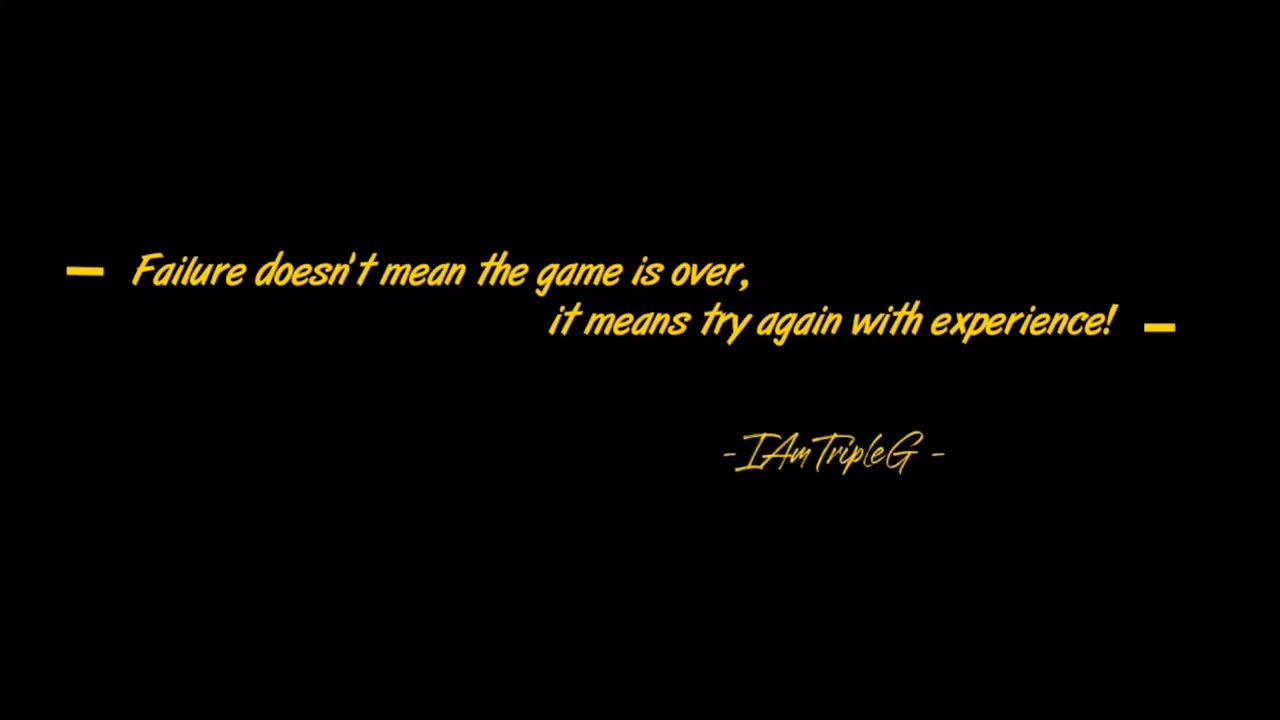 – Failure doesn't mean the game is over,
it means try again with experience! –
-IAmTripleG -